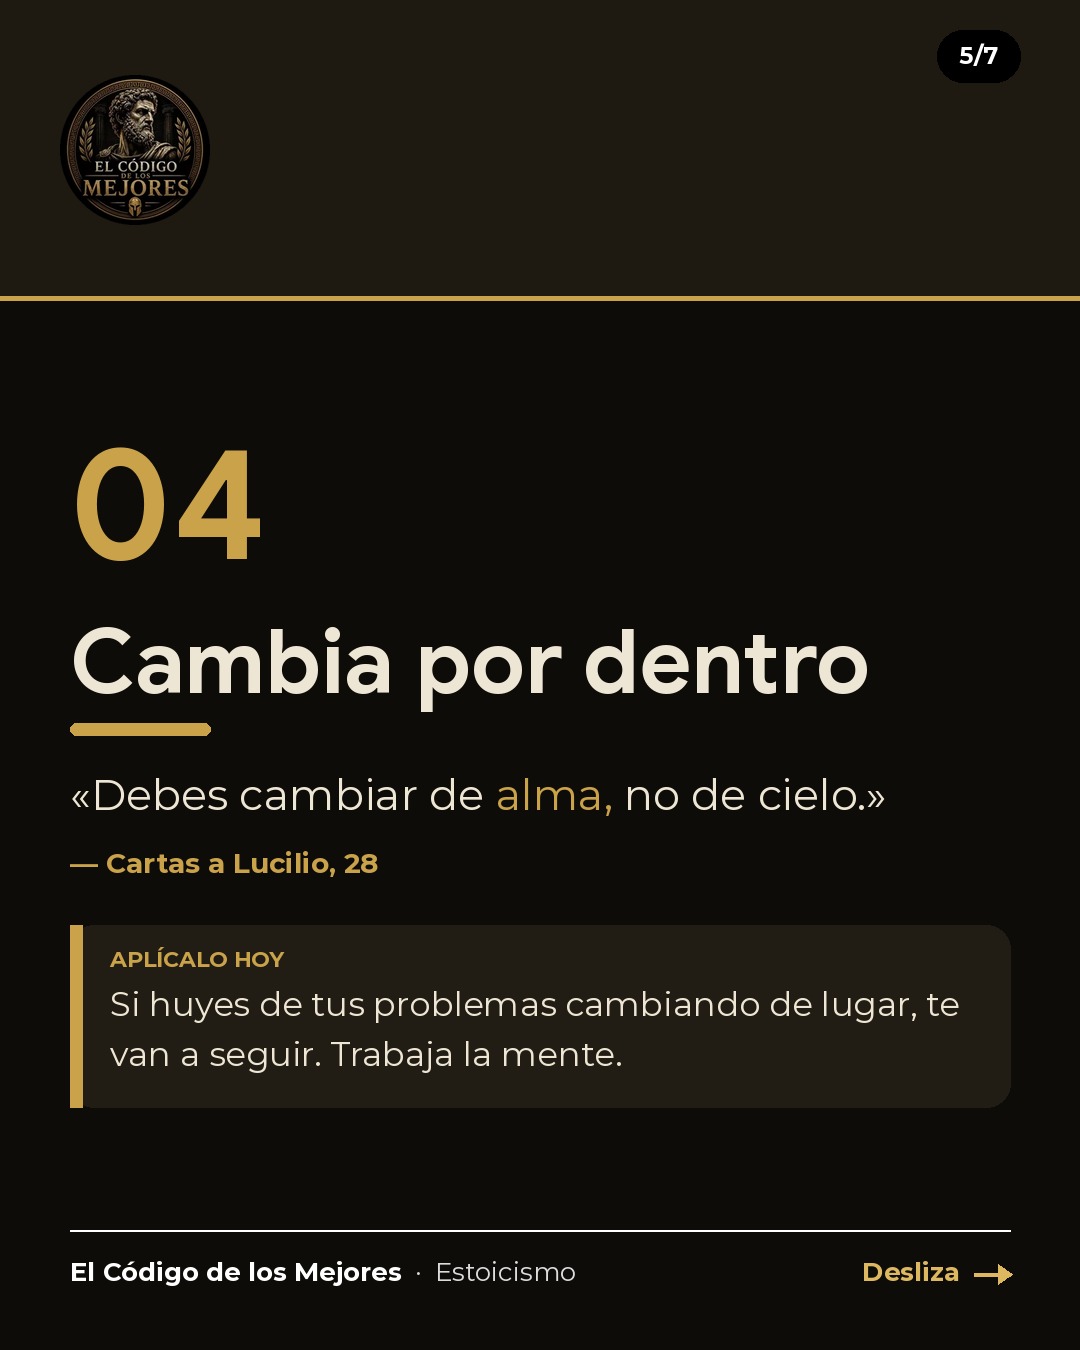 5/7
EL CÓDIGO
DE LOS
MEJORES
04
Cambia por dentro
«Debes cambiar de alma, no de cielo.»
— Cartas a Lucilio, 28
APLÍCALO HOY
Si huyes de tus problemas cambiando de lugar, te
van a seguir. Trabaja la mente.
El Código de los Mejores · Estoicismo
Desliza